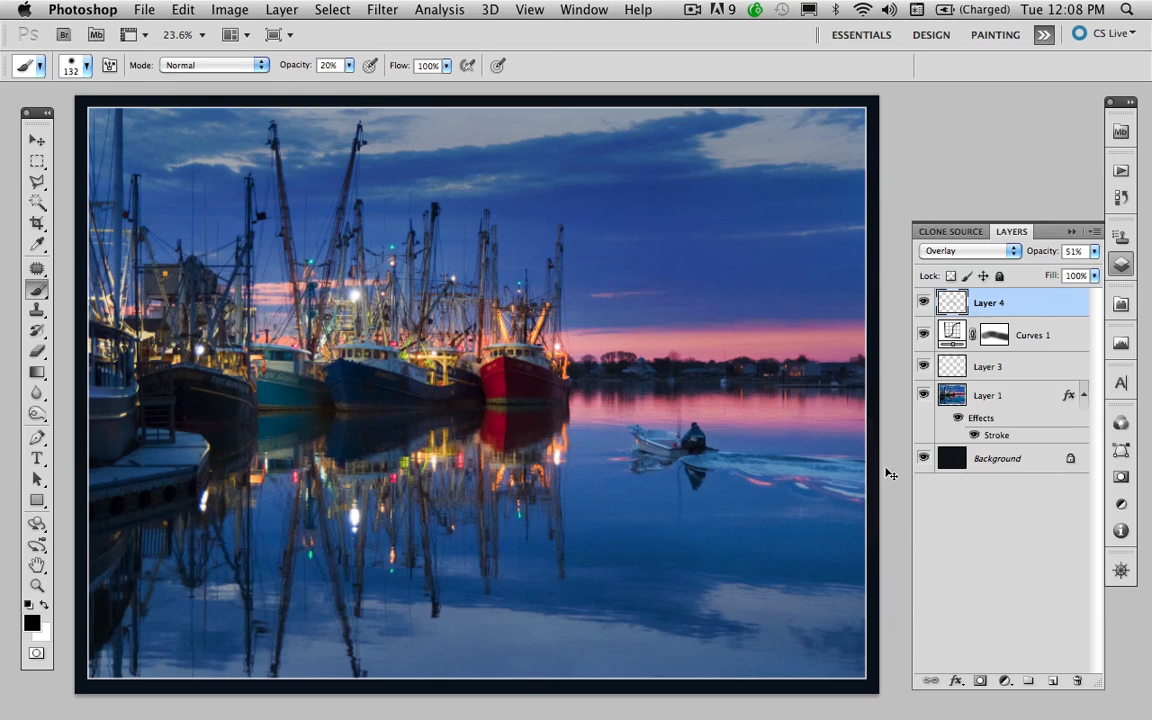 Photoshop File Edit Image Layer Select Filter Analysis 3D View Window Help A 9 (Charged) Tue 12:08 PM
Ps Br Mb 23.6% ESSENTIALS DESIGN PAINTING CS Live
132 Mode: Normal Opacity: 20% Flow: 100%
Mb
CLONE SOURCE LAYERS
Overlay Opacity: 51%
Lock: Fill: 100%
Layer 4
Curves 1
Layer 3
Layer 1 fx
Effects
Stroke
Background
A
T
fx